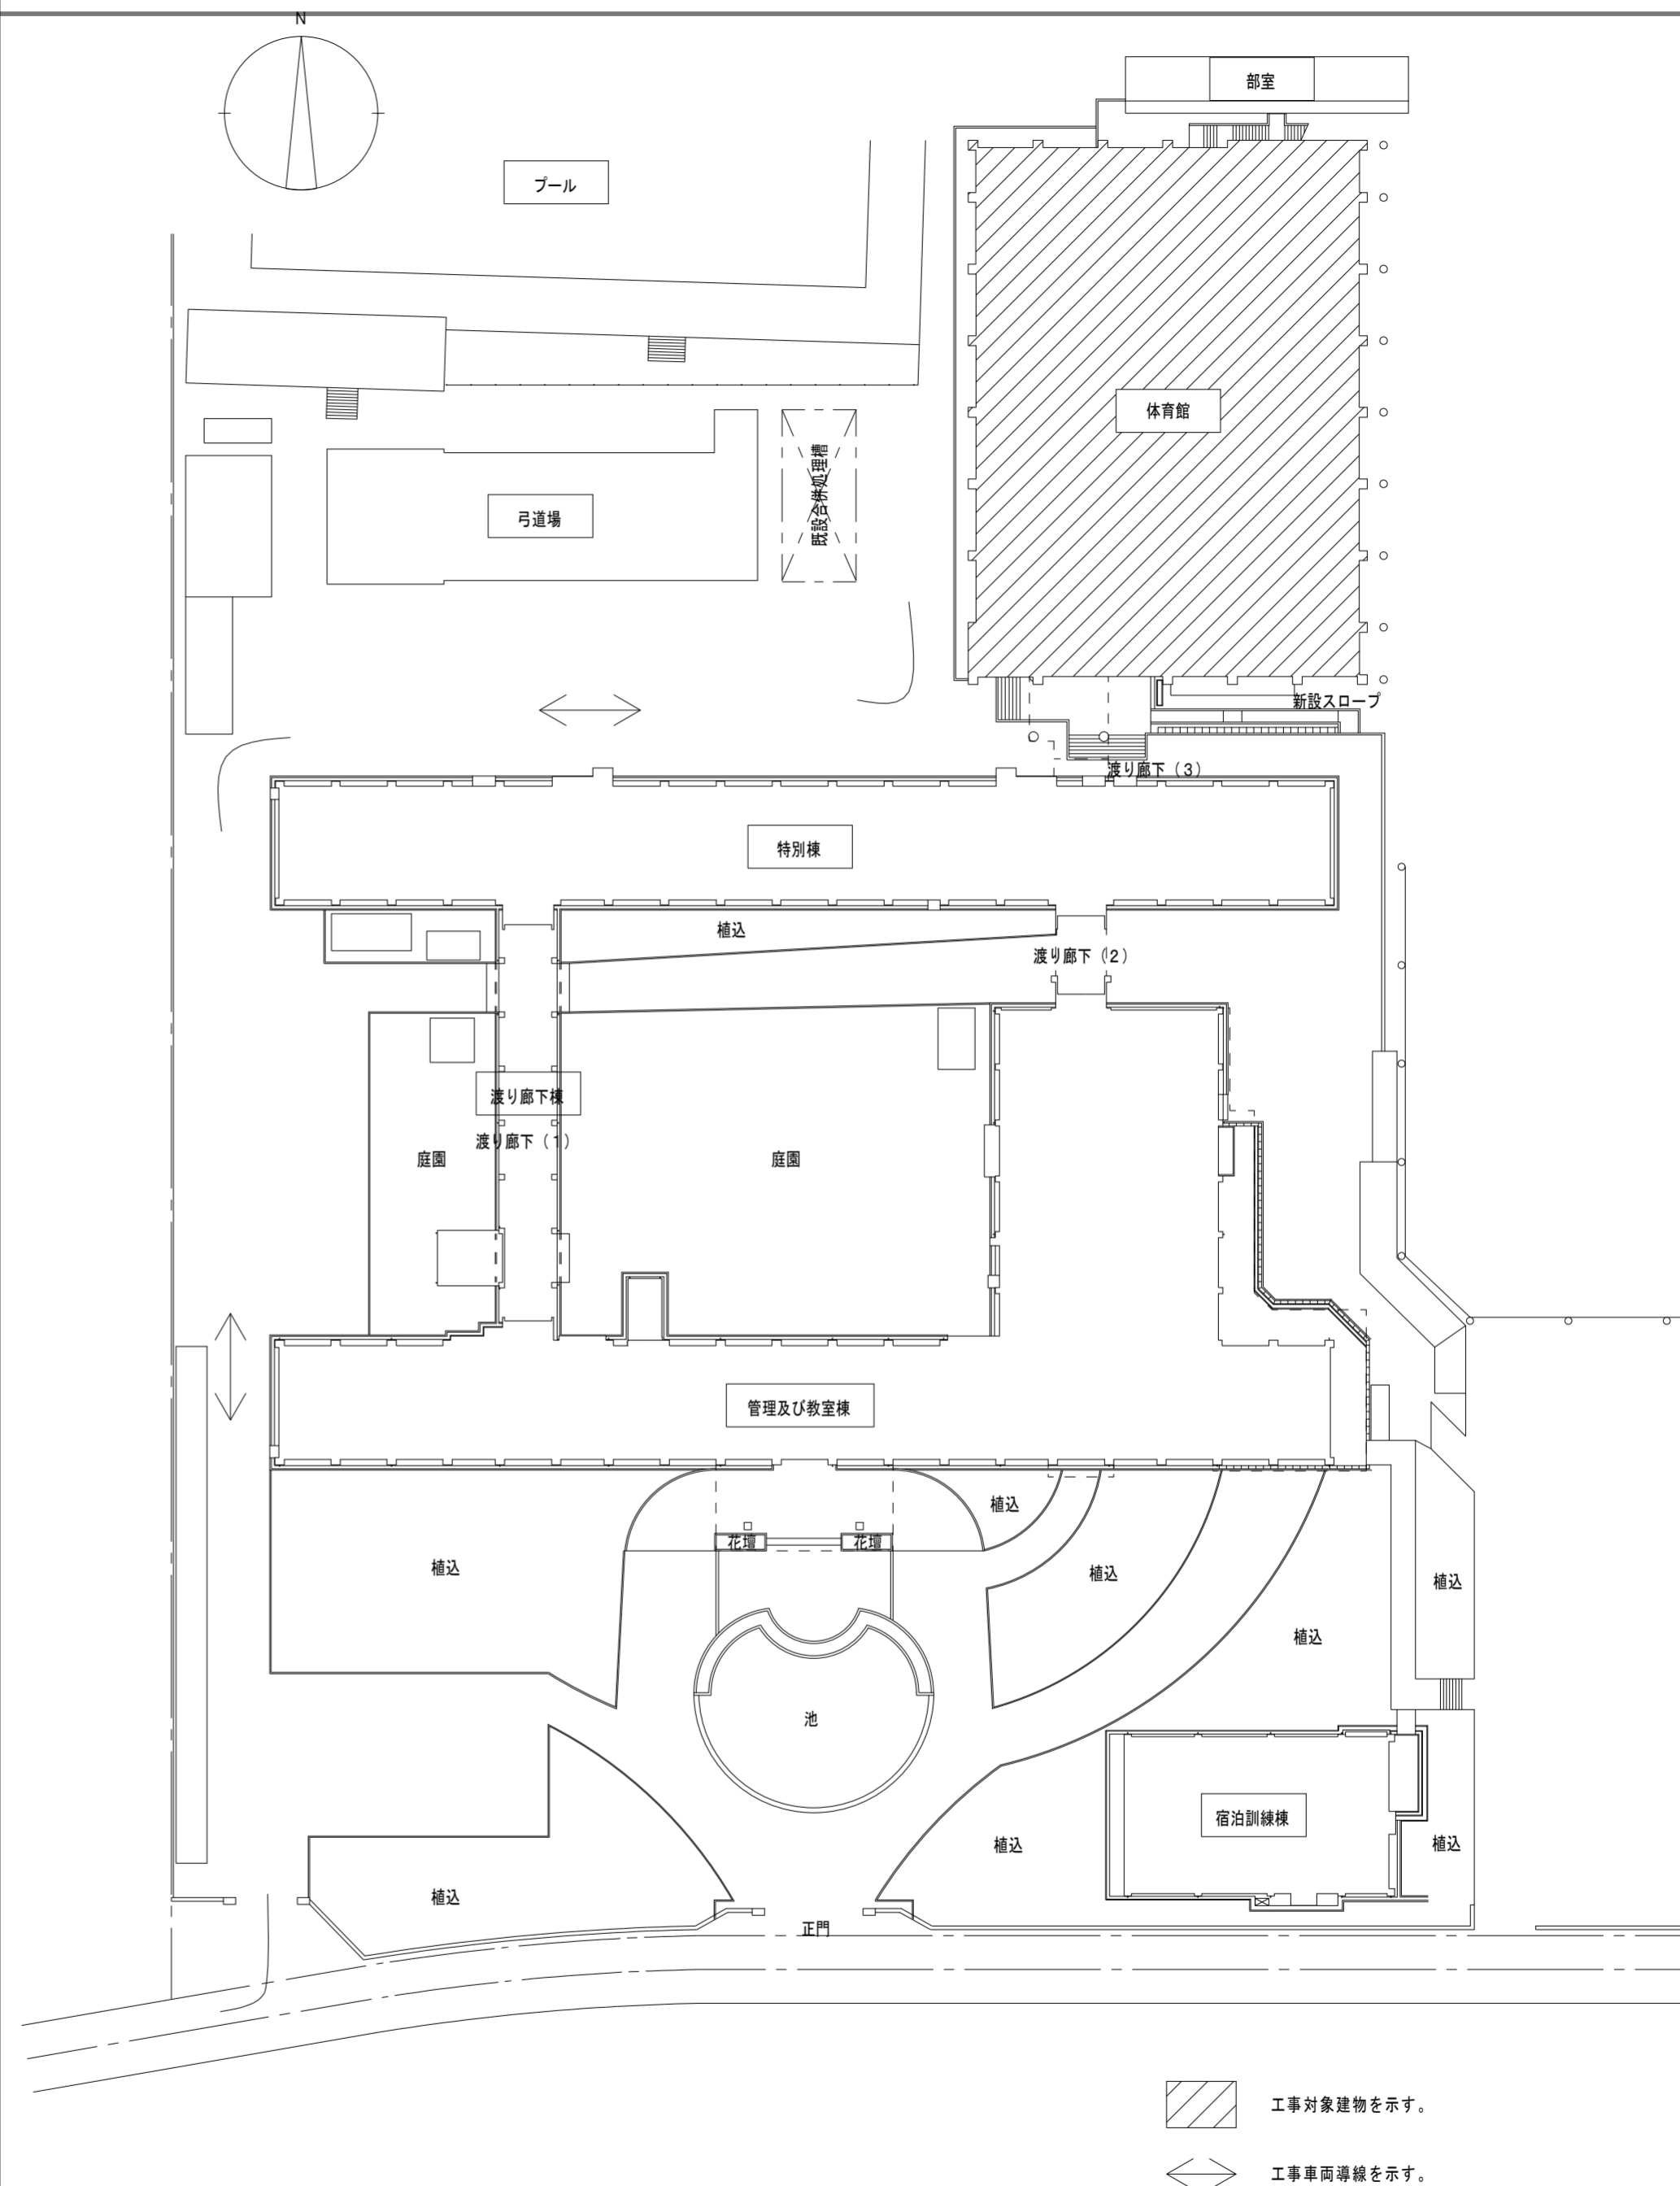 N
部室
プール
体育館
既設合併処理槽
弓道場
新設スロープ
渡り廊下（3）
特別棟
植込
渡り廊下（2）
渡り廊下棟
渡り廊下（1）
庭園
庭園
管理及び教室棟
植込
花壇
花壇
植込
植込
植込
植込
池
宿泊訓練棟
植込
植込
植込
正門
工事対象建物を示す。
工事車両導線を示す。